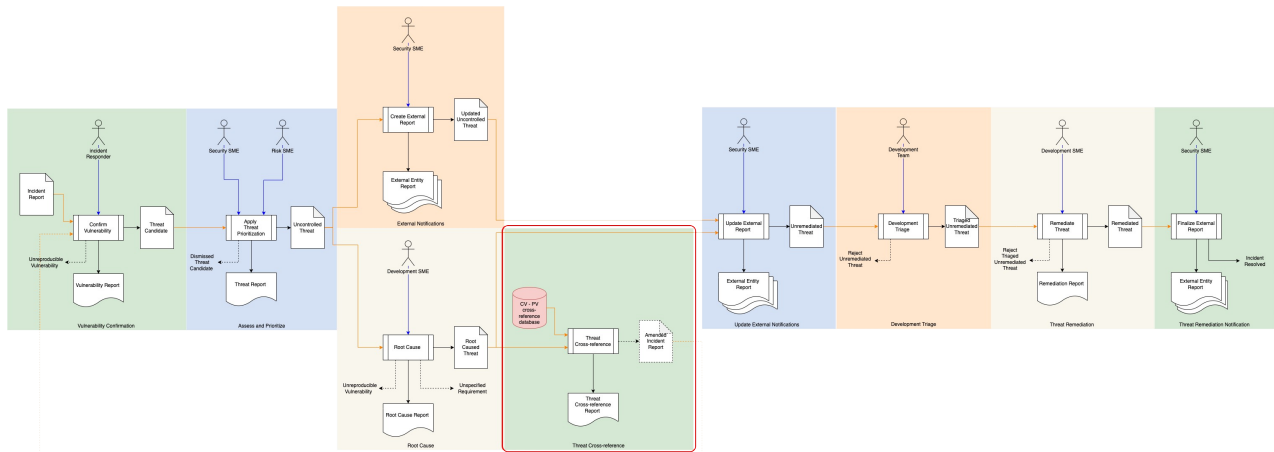 Incident
Responder
Incident
Report
Confirm
Vulnerability
Threat
Candidate
Unreproducible
Vulnerability
Vulnerability Report
Vulnerability Confirmation
Security SME
Risk SME
Apply
Threat
Prioritization
Uncontrolled
Threat
Dismissed
Threat
Candidate
Threat Report
Assess and Prioritize
Security SME
Create External
Report
Updated
Uncontrolled
Threat
External Entity
Report
External Notifications
Development SME
Root Cause
Root
Caused
Threat
Unreproducible
Vulnerability
Unspecified
Requirement
Root Cause Report
Root Cause
CV - PV
cross-
reference
database
Threat
Cross-reference
Amended
Incident
Report
Threat
Cross-reference
Report
Threat Cross-reference
Security SME
Update External
Report
Unremediated
Threat
External Entity
Report
Update External Notifications
Development
Team
Development
Triage
Triaged
Unremediated
Threat
Reject
Unremediated
Threat
Development Triage
Development SME
Remediate
Threat
Remediated
Threat
Reject
Triaged
Unremediated
Threat
Remediation Report
Threat Remediation
Security SME
Finalize External
Report
Incident
Resolved
External Entity
Report
Threat Remediation Notification